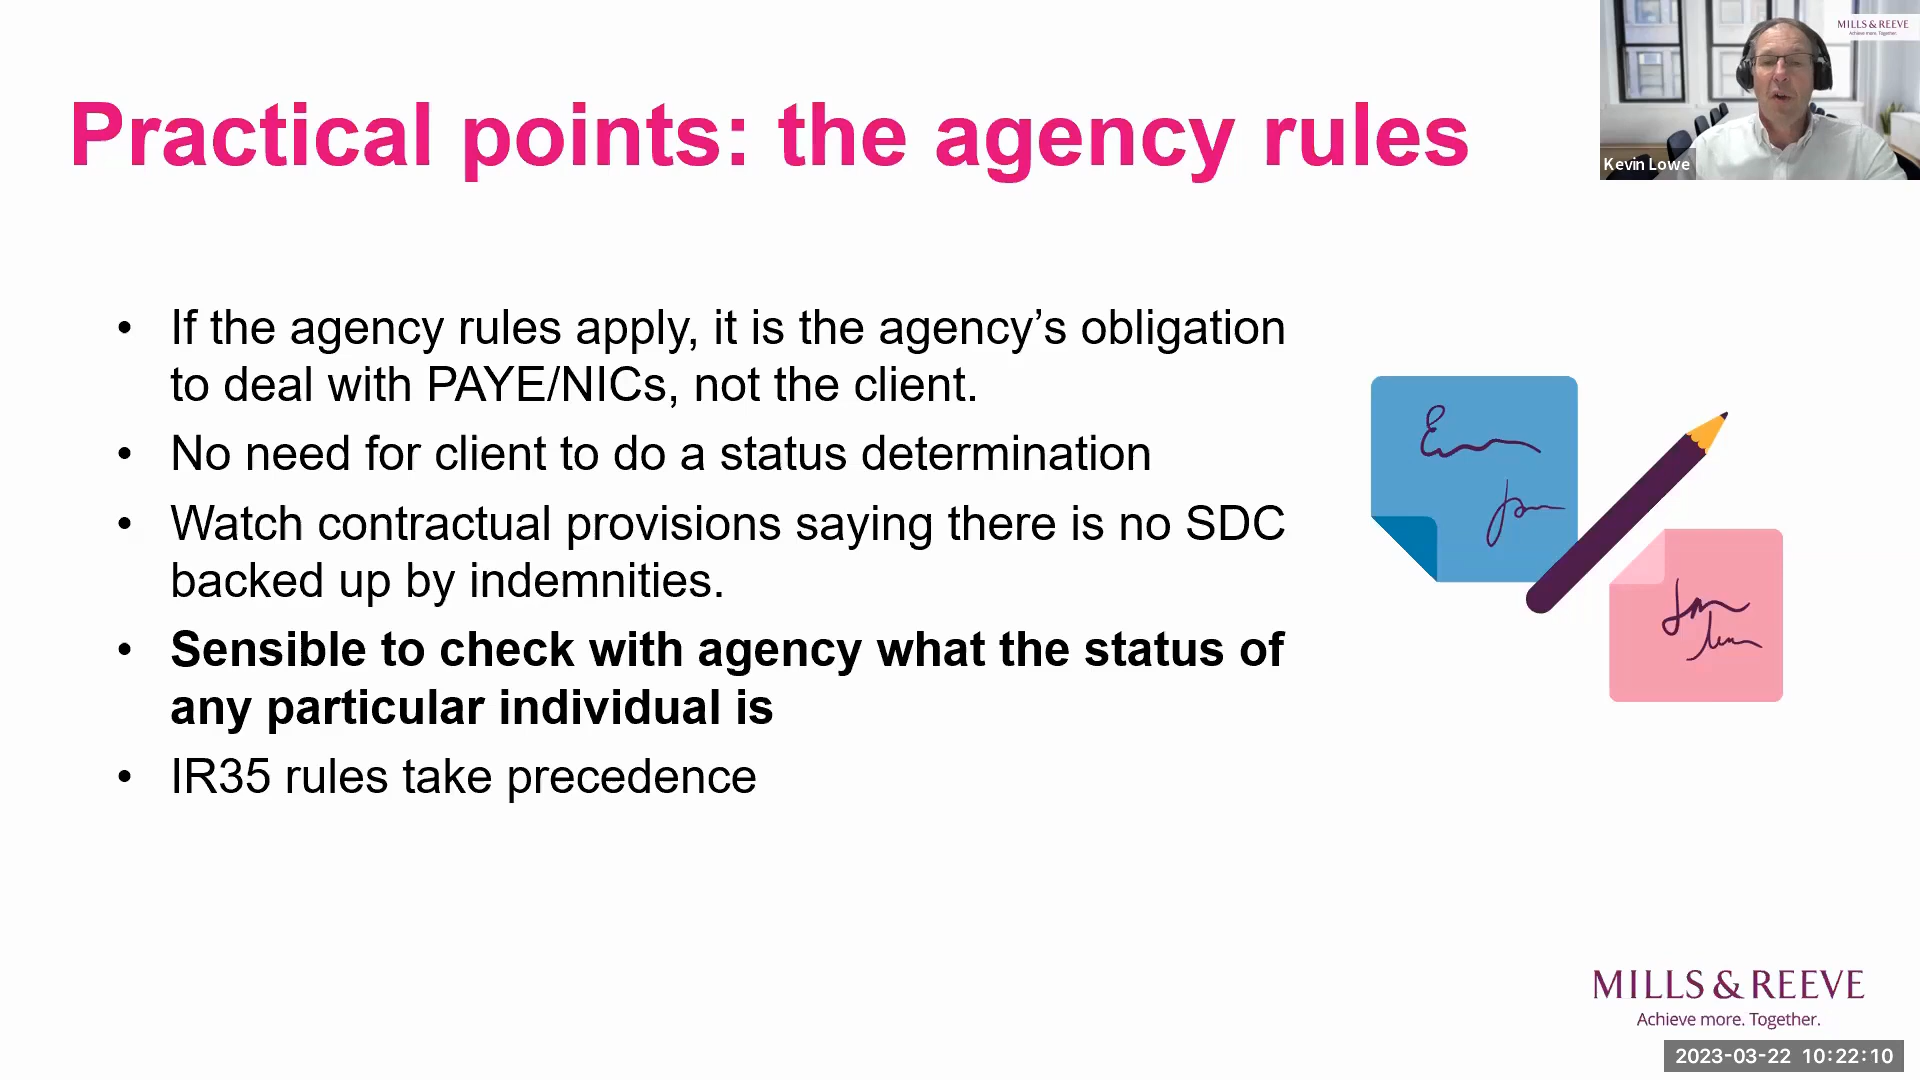 MILLS & REEVE
Achieve more. Together.
Kevin Lowe
Practical points: the agency rules
• If the agency rules apply, it is the agency’s obligation
to deal with PAYE/NICs, not the client.
• No need for client to do a status determination
• Watch contractual provisions saying there is no SDC
backed up by indemnities.
• Sensible to check with agency what the status of
any particular individual is
• IR35 rules take precedence
MILLS & REEVE
Achieve more. Together.
2023-03-22 10:22:10